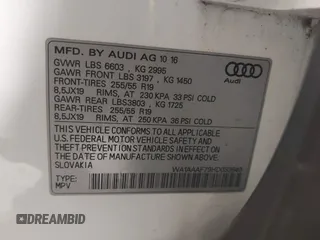 MFD. BY AUDI AG 10 16
GVWR LBS 6603 , KG 2995
GAWR FRONT LBS 3197 , KG 1450
FRONT-TIRES: 255/55 R19
8,5JX19 RIMS, AT 230 KPA 33 PSI COLD
GAWR REAR LBS3803 , KG 1725
REAR-TIRES: 255/55 R19
8,5JX19 RIMS, AT 250 KPA 36 PSI COLD
THIS VEHICLE CONFORMS TO ALL APPLICABLE
U.S. FEDERAL MOTOR VEHICLE SAFETY STANDARDS
THEFT PREVENTION STANDARDS IN EFFECT ON THE
DATE OF MANUFACTURE SHOWN ABOVE.
SLOVAKIA
TYPE:
MPV
Audi